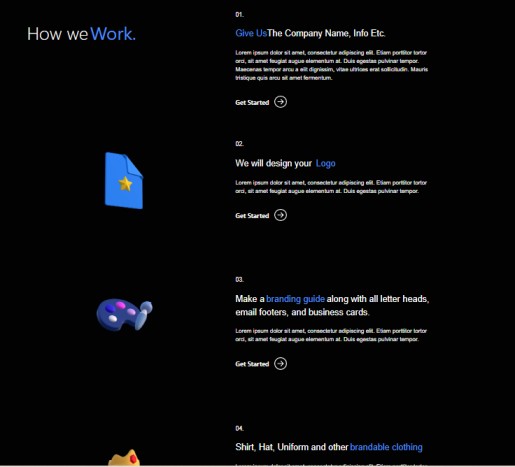 How we Work.
01.
Give Us The Company Name, Info Etc.
Lorem ipsum dolor sit amet, consectetur adipiscing elit. Etiam porttitor tortor
orci, sit amet feugiat augue elementum at. Duis egestas pulvinar tempor.
Maecenas tempor arcu a elit dignissim, vitae ultrices erat sollicitudin. Mauris
tristique quis arcu sit amet fermentum.
Get Started
02.
We will design your Logo
Lorem ipsum dolor sit amet, consectetur adipiscing elit. Etiam porttitor tortor
orci, sit amet feugiat augue elementum at. Duis egestas pulvinar tempor.
Get Started
03.
Make a branding guide along with all letter heads,
email footers, and business cards.
Lorem ipsum dolor sit amet, consectetur adipiscing elit. Etiam porttitor tortor
orci, sit amet feugiat augue elementum at. Duis egestas pulvinar tempor.
Get Started
04.
Shirt, Hat, Uniform and other brandable clothing